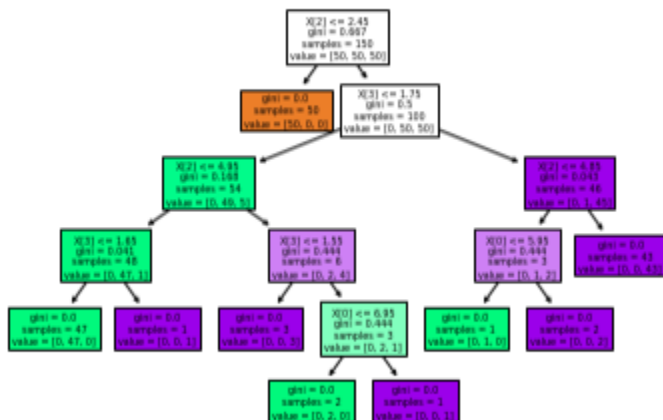 X[2] <= 2.45
gini = 0.667
samples = 150
value = [50, 50, 50]
gini = 0.0
samples = 50
value = [50, 0, 0]
X[3] <= 1.75
gini = 0.5
samples = 100
value = [0, 50, 50]
X[2] <= 4.95
gini = 0.168
samples = 54
value = [0, 49, 5]
X[2] <= 4.85
gini = 0.043
samples = 46
value = [0, 1, 45]
X[3] <= 1.65
gini = 0.041
samples = 48
value = [0, 47, 1]
X[3] <= 1.55
gini = 0.444
samples = 6
value = [0, 2, 4]
X[0] <= 5.95
gini = 0.444
samples = 3
value = [0, 1, 2]
gini = 0.0
samples = 43
value = [0, 0, 43]
gini = 0.0
samples = 47
value = [0, 47, 0]
gini = 0.0
samples = 1
value = [0, 0, 1]
gini = 0.0
samples = 3
value = [0, 0, 3]
X[0] <= 6.95
gini = 0.444
samples = 3
value = [0, 2, 1]
gini = 0.0
samples = 1
value = [0, 1, 0]
gini = 0.0
samples = 2
value = [0, 0, 2]
gini = 0.0
samples = 2
value = [0, 2, 0]
gini = 0.0
samples = 1
value = [0, 0, 1]